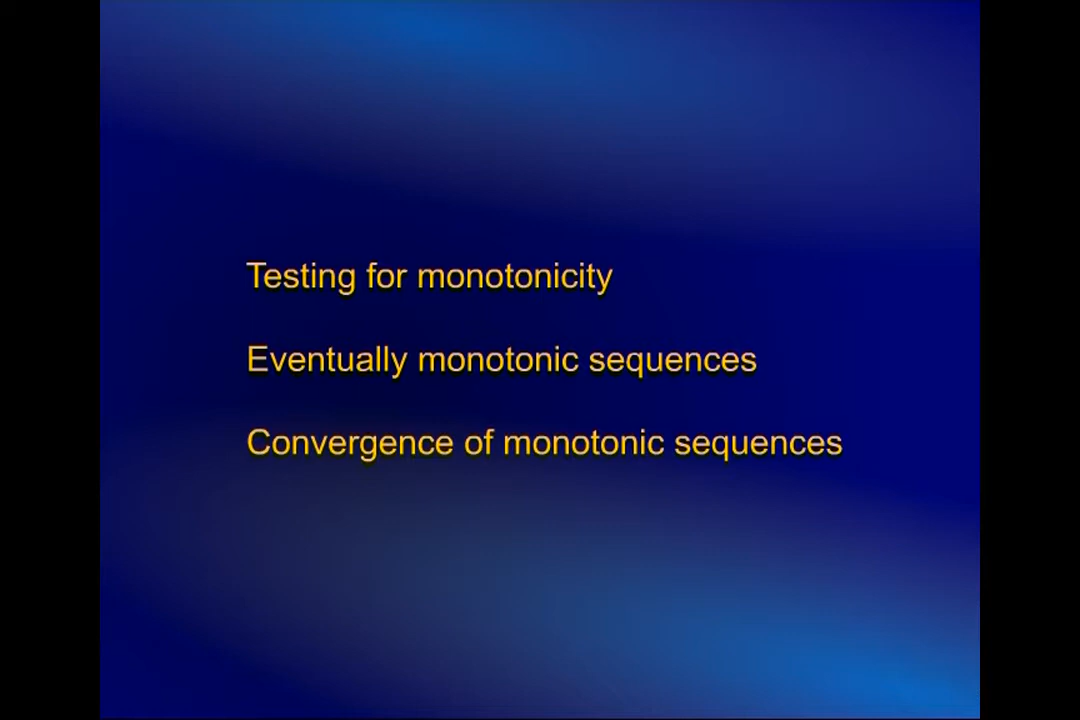 Testing for monotonicity
Eventually monotonic sequences
Convergence of monotonic sequences